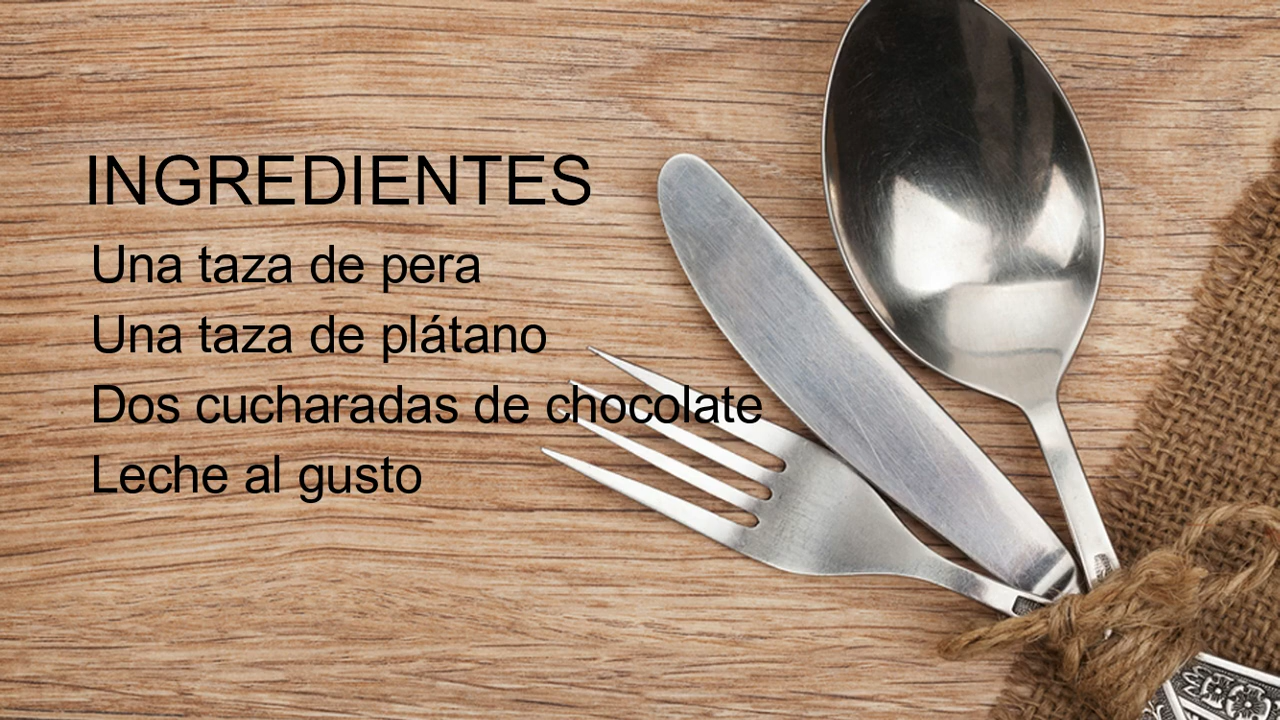 INGREDIENTES
Una taza de pera
Una taza de plátano
Dos cucharadas de chocolate
Leche al gusto